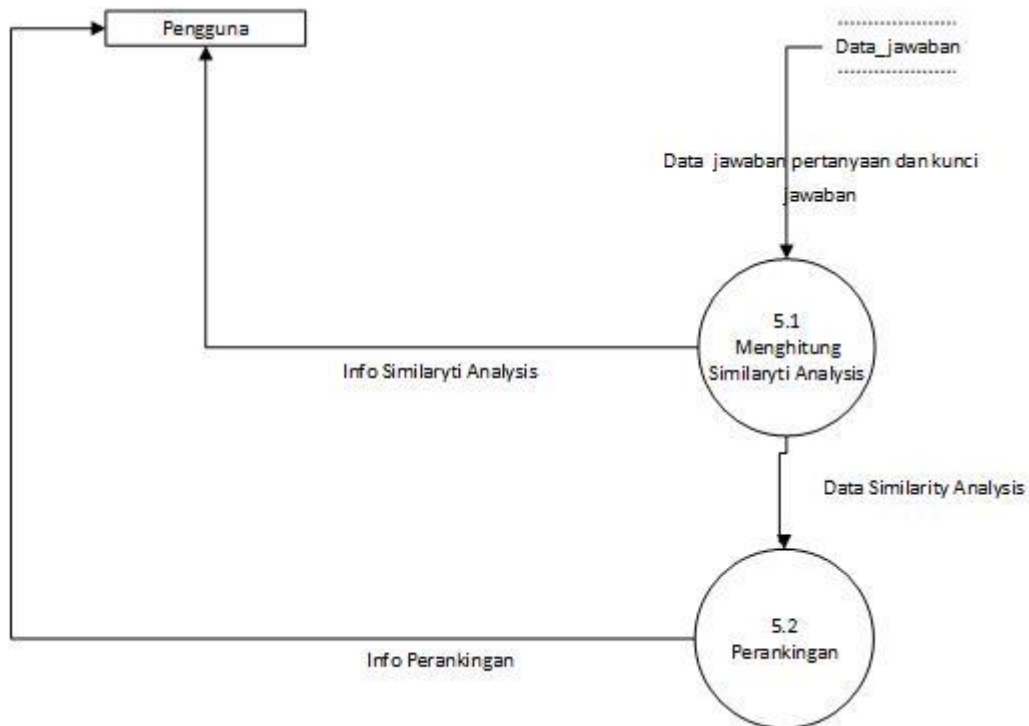 Pengguna
Data_jawaban
Data jawaban pertanyaan dan kunci
jawaban
5.1
Menghitung
Similaryti Analysis
Info Similaryti Analysis
Data Similarity Analysis
5.2
Perankingan
Info Perankingan